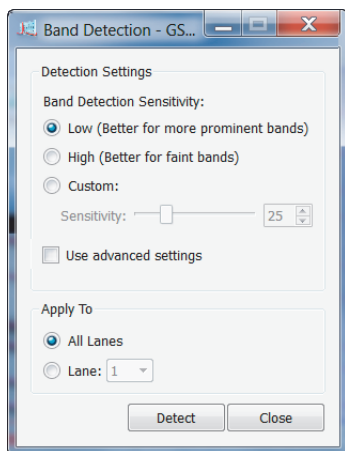 Band Detection - GS...
Detection Settings
Band Detection Sensitivity:
Low (Better for more prominent bands)
High (Better for faint bands)
Custom:
Sensitivity: 25
Use advanced settings
Apply To
All Lanes
Lane: 1
Detect Close